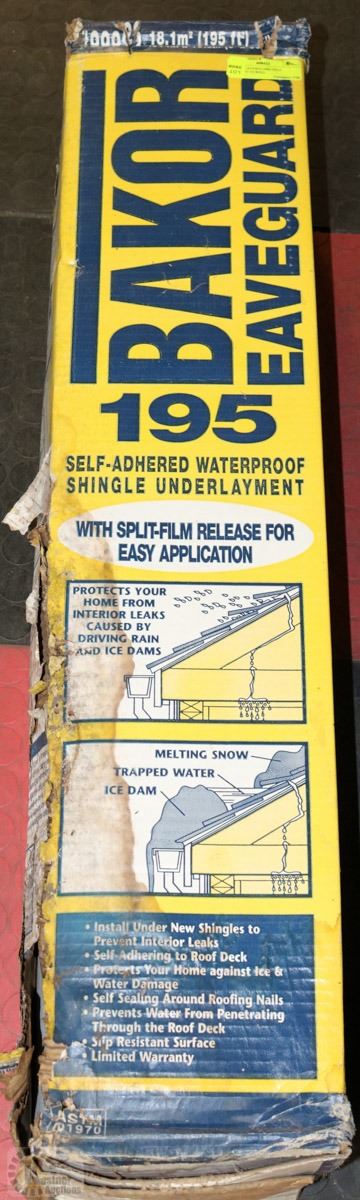 18.1m² (195 ft²)
BAKOR
EAVEGUARD
195
SELF-ADHERED WATERPROOF
SHINGLE UNDERLAYMENT
WITH SPLIT-FILM RELEASE FOR
EASY APPLICATION
PROTECTS YOUR
HOME FROM
INTERIOR LEAKS
CAUSED BY
DRIVING RAIN
AND ICE DAMS
MELTING SNOW
TRAPPED WATER
ICE DAM
• Install Under New Shingles to
Prevent Interior Leaks
• Self-Adhering to Roof Deck
• Protects Your Home against Ice &
Water Damage
• Self Sealing Around Roofing Nails
• Prevents Water From Penetrating
Through the Roof Deck
• Slip Resistant Surface
• Limited Warranty
ASTM
D1970